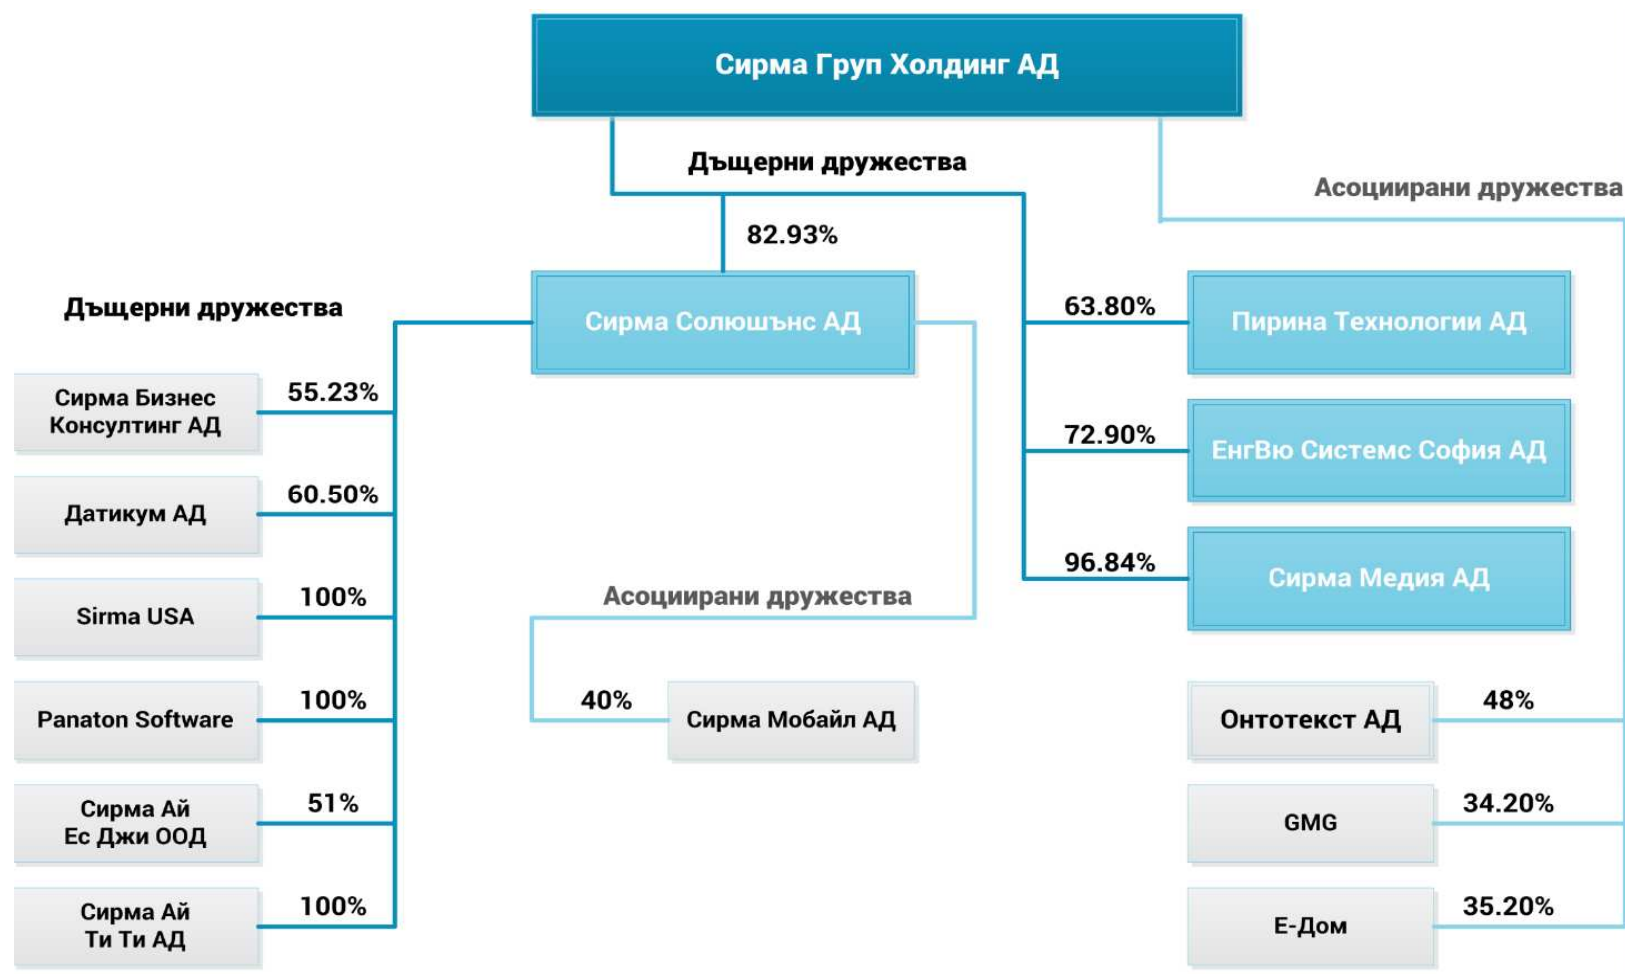 Сирма Груп Холдинг АД
Дъщерни дружества
Асоциирани дружества
82.93%
Дъщерни дружества
Сирма Солюшънс АД
63.80%
Пирина Технологии АД
55.23%
Сирма Бизнес
Консултинг АД
72.90%
ЕнгВю Системс София АД
60.50%
Датикум АД
96.84%
Сирма Медия АД
100%
Sirma USA
Асоциирани дружества
100%
Panaton Software
40%
Сирма Мобайл АД
Онтотекст АД
48%
51%
Сирма Ай
Ес Джи ООД
GMG
34.20%
100%
Сирма Ай
Ти Ти АД
Е-Дом
35.20%